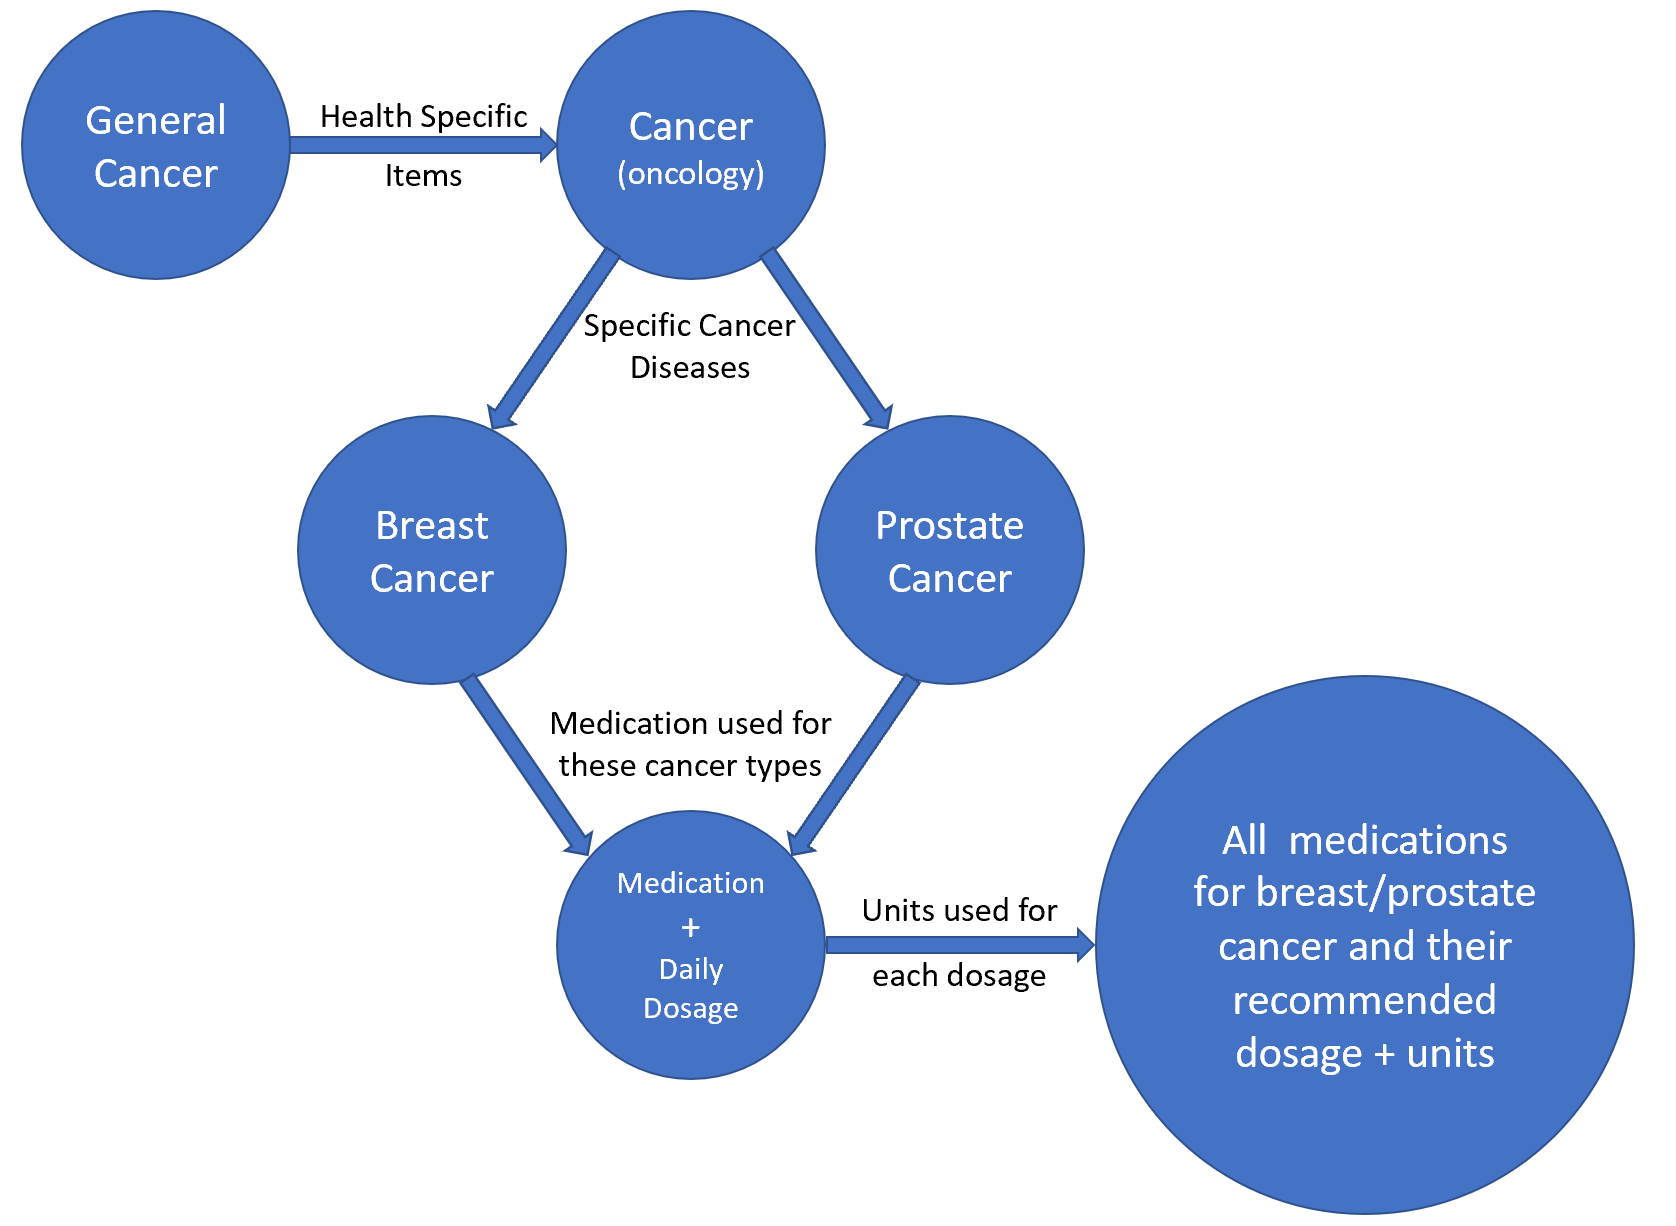 General
Cancer
Health Specific
Items
Cancer
(oncology)
Specific Cancer
Diseases
Breast
Cancer
Prostate
Cancer
Medication used for
these cancer types
Medication
+
Daily
Dosage
Units used for
each dosage
All  medications
for breast/prostate
cancer and their
recommended
dosage + units